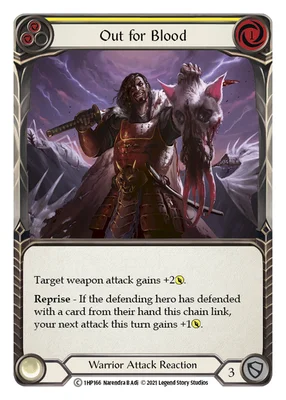 Out for Blood
Target weapon attack gains +2.
Reprise - If the defending hero has defended
with a card from their hand this chain link,
your next attack this turn gains +1.
Warrior Attack Reaction
3
C 1HP166 Narendra B Adi © 2021 Legend Story Studios